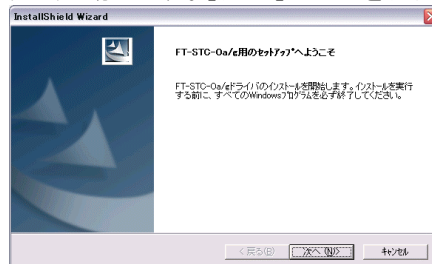 InstallShield Wizard
FT-STC-Oa/g用のセットアップへようこそ
FT-STC-Oa/gドライバのインストールを開始します。インストールを実行
する前に、すべてのWindowsプログラムを必ず終了してください。
< 戻る(B)
次へ(N)>
キャンセル